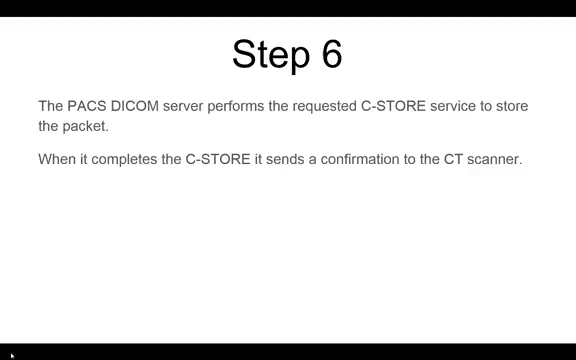 Step 6
The PACS DICOM server performs the requested C-STORE service to store
the packet.
When it completes the C-STORE it sends a confirmation to the CT scanner.